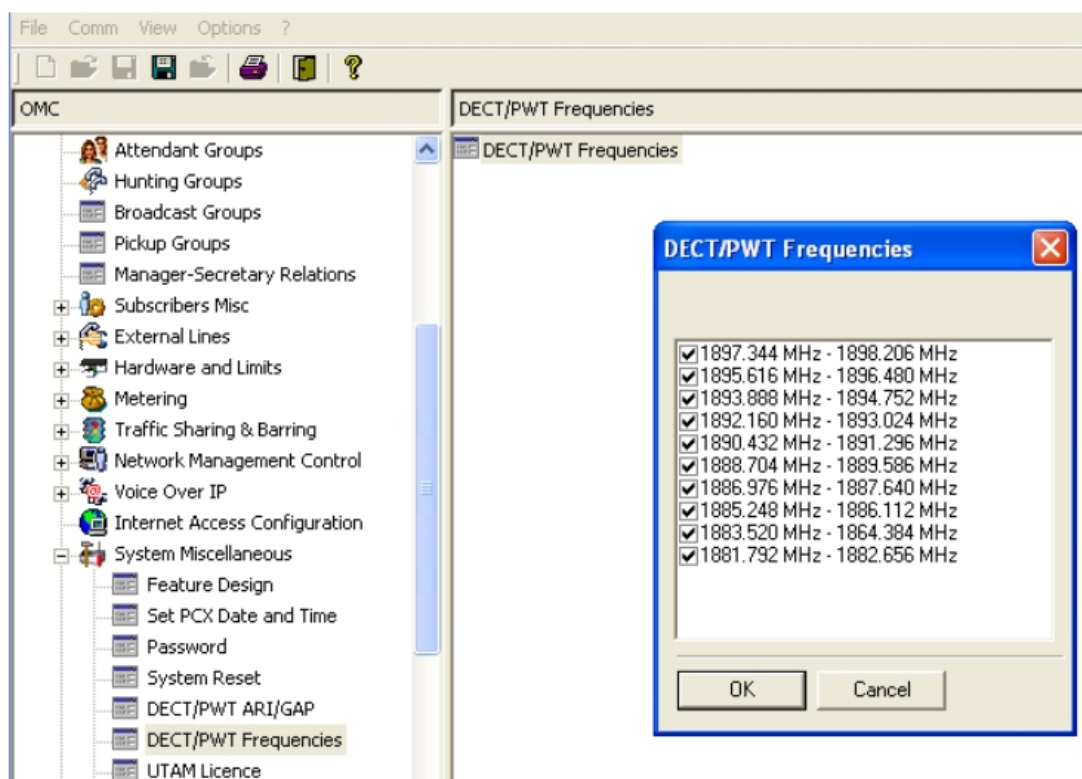 File Comm View Options ?
OMC
DECT/PWT Frequencies
Attendant Groups
Hunting Groups
Broadcast Groups
Pickup Groups
Manager-Secretary Relations
Subscribers Misc
External Lines
Hardware and Limits
Metering
Traffic Sharing & Barring
Network Management Control
Voice Over IP
Internet Access Configuration
System Miscellaneous
Feature Design
Set PCX Date and Time
Password
System Reset
DECT/PWT ARI/GAP
DECT/PWT Frequencies
UTAM Licence
DECT/PWT Frequencies
DECT/PWT Frequencies
1897.344 MHz - 1898.206 MHz
1895.616 MHz - 1896.480 MHz
1893.888 MHz - 1894.752 MHz
1892.160 MHz - 1893.024 MHz
1890.432 MHz - 1891.296 MHz
1888.704 MHz - 1889.586 MHz
1886.976 MHz - 1887.640 MHz
1885.248 MHz - 1886.112 MHz
1883.520 MHz - 1864.384 MHz
1881.792 MHz - 1882.656 MHz
OK
Cancel